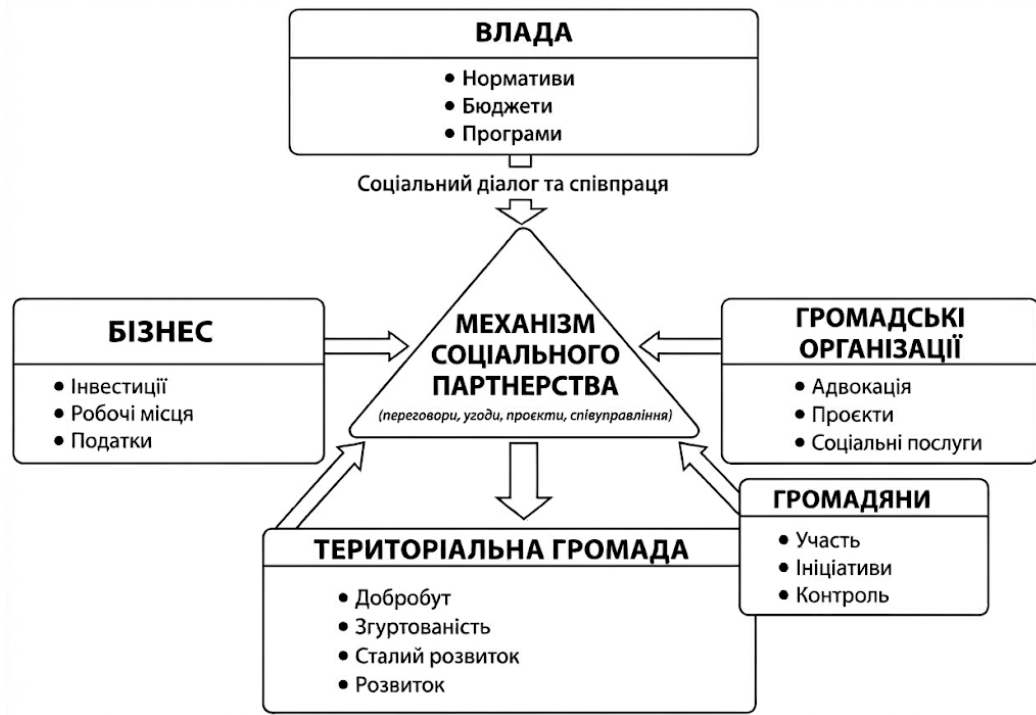 ВЛАДА
● Нормативи
● Бюджети
● Програми
Соціальний діалог та співпраця
БІЗНЕС
● Інвестиції
● Робочі місця
● Податки
МЕХАНІЗМ
СОЦІАЛЬНОГО
ПАРТНЕРСТВА
(переговори, угоди, проєкти, співуправління)
ГРОМАДСЬКІ
ОРГАНІЗАЦІЇ
● Адвокація
● Проєкти
● Соціальні послуги
ГРОМАДЯНИ
● Участь
● Ініціативи
● Контроль
ТЕРИТОРІАЛЬНА ГРОМАДА
● Добробут
● Згуртованість
● Сталий розвиток
● Розвиток